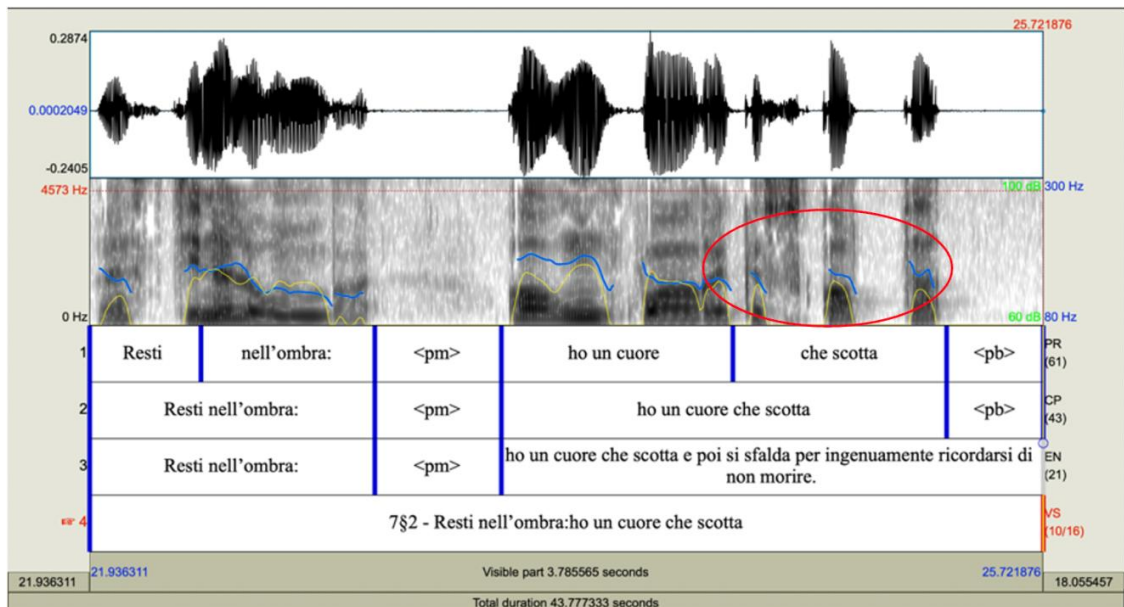 25.721876
0.2874
0.0002049
-0.2405
4573 Hz
100 dB
300 Hz
0 Hz
60 dB
80 Hz
1
Resti
nell'ombra:
<pm>
ho un cuore
che scotta
<pb>
PR
(61)
2
Resti nell'ombra:
<pm>
ho un cuore che scotta
<pb>
CP
(43)
3
Resti nell'ombra:
<pm>
ho un cuore che scotta e poi si sfalda per ingenuamente ricordarsi di
non morire.
EN
(21)
4
7§2 - Resti nell'ombra:ho un cuore che scotta
VS
(10/16)
21.936311
21.936311
Visible part 3.785565 seconds
25.721876
18.055457
Total duration 43.777333 seconds